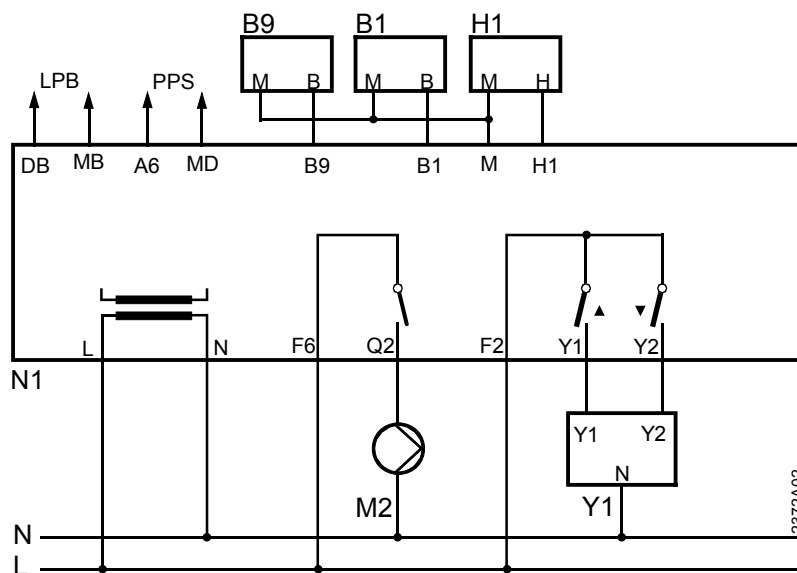 B9 B1 H1
M B M B M H
LPB PPS
DB MB A6 MD B9 B1 M H1
L N F6 Q2 F2 Y1 Y2
N1
Y1 Y2
N
M2 Y1
N
L
2373A02